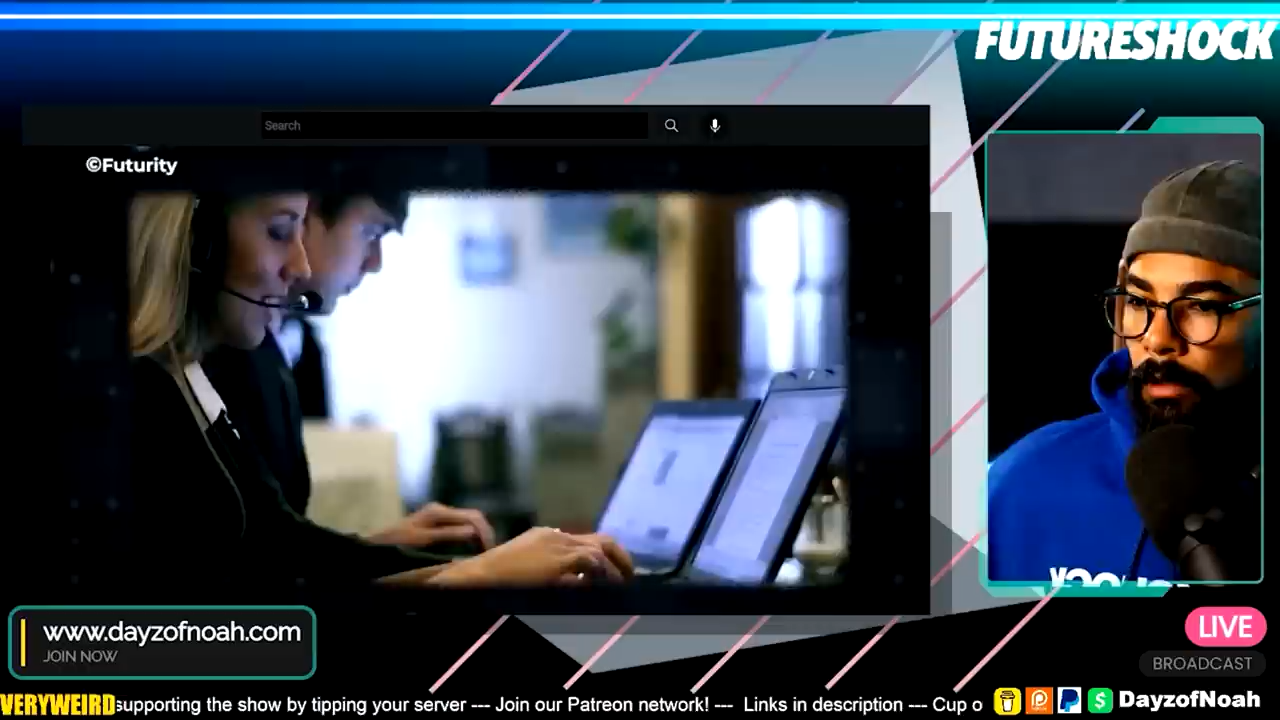 FUTURESHOCK
Search
©Futurity
www.dayzofnoah.com
JOIN NOW
LIVE
BROADCAST
VERYWEIRD
supporting the show by tipping your server --- Join our Patreon network! --- Links in description --- Cup o
DayzofNoah